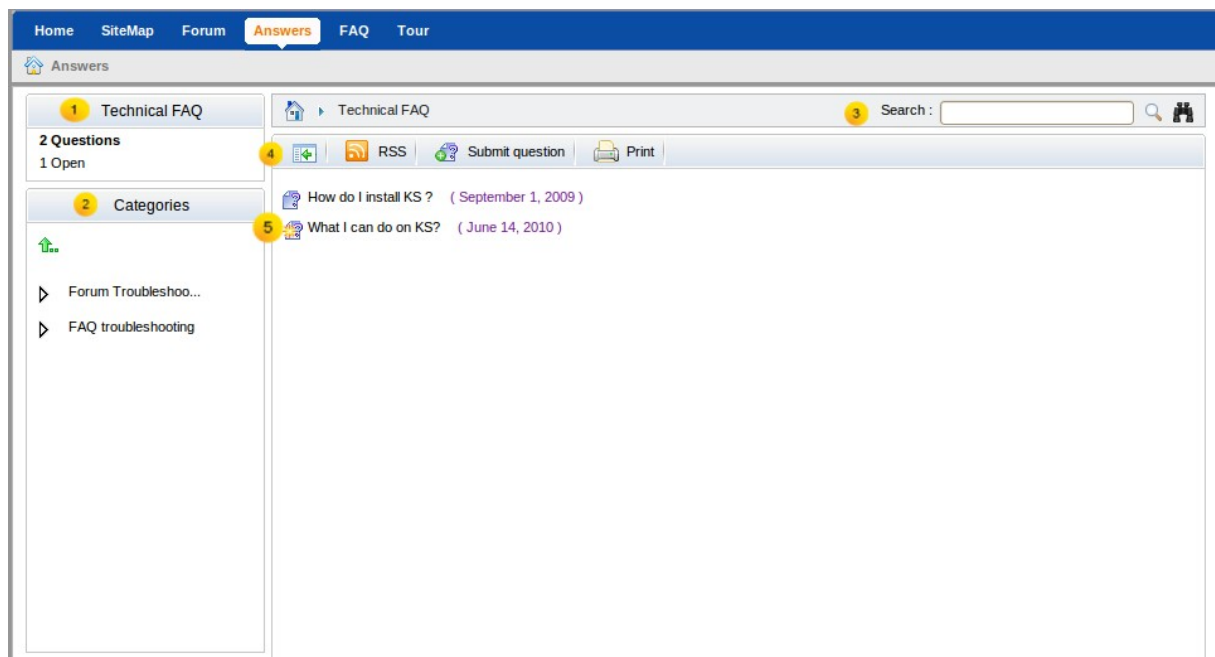 Home SiteMap Forum Answers FAQ Tour
Answers
1 Technical FAQ
2 Questions
1 Open
2 Categories
Forum Troubleshoo...
FAQ troubleshooting
Technical FAQ
3 Search :
4 RSS Submit question Print
How do I install KS ? ( September 1, 2009 )
5 What I can do on KS? ( June 14, 2010 )